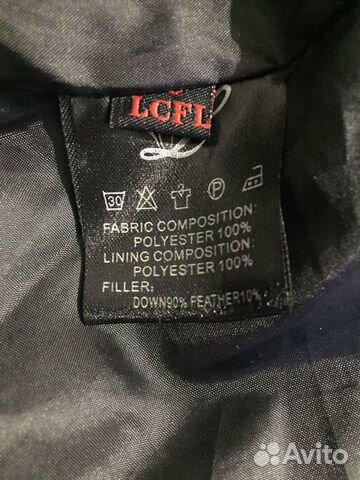 LCFL
30 P
FABRIC COMPOSITION:
POLYESTER 100%
LINING COMPOSITION:
POLYESTER 100%
FILLER:
DOWN90% FEATHER10%
Avito